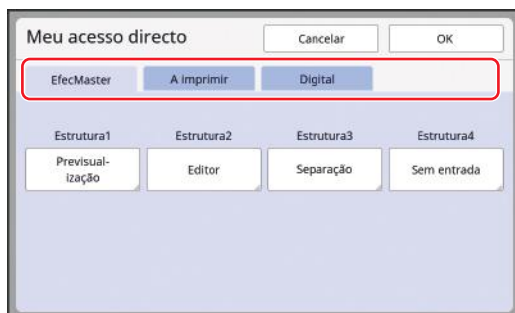 Meu acesso directo
Cancelar
OK
EfecMaster
A imprimir
Digital
Estrutura1
Estrutura2
Estrutura3
Estrutura4
Previsual-
ização
Editor
Separação
Sem entrada